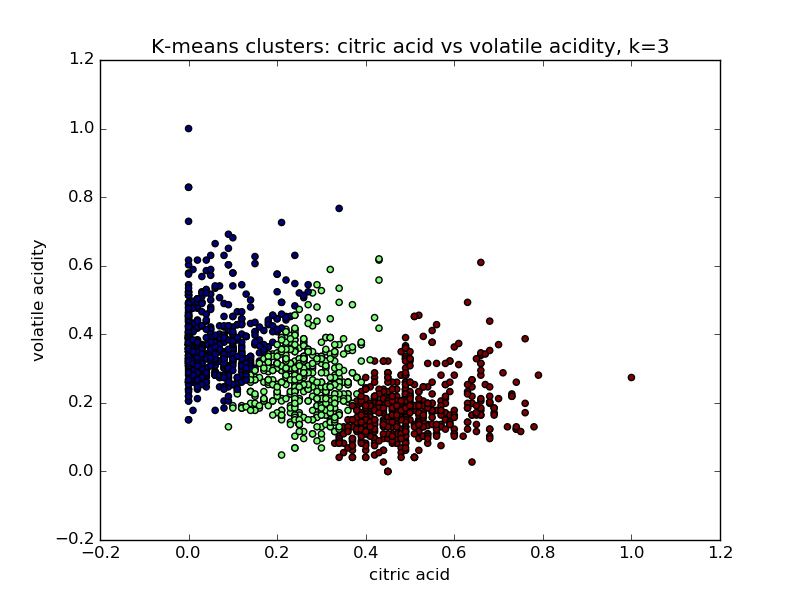 K-means clusters: citric acid vs volatile acidity, k=3
1.2
1.0
0.8
0.6
0.4
0.2
0.0
−0.2
volatile acidity
−0.2 0.0 0.2 0.4 0.6 0.8 1.0 1.2
citric acid